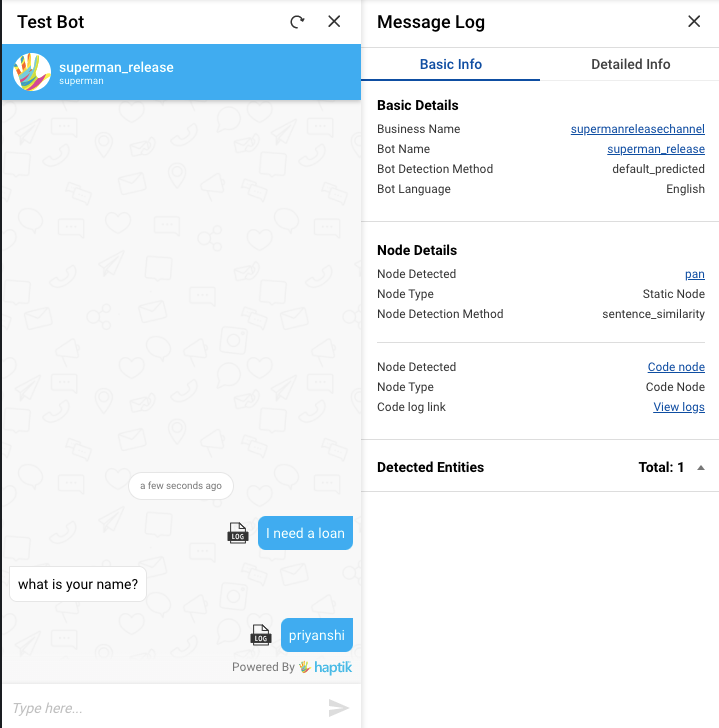 Test Bot
superman_release
superman
a few seconds ago
LOG
I need a loan
what is your name?
LOG
priyanshi
Powered By haptik
Type here...
Message Log
Basic Info
Detailed Info
Basic Details
Business Name supermanreleasechannel
Bot Name superman_release
Bot Detection Method default_predicted
Bot Language English
Node Details
Node Detected pan
Node Type Static Node
Node Detection Method sentence_similarity
Node Detected Code node
Node Type Code Node
Code log link View logs
Detected Entities Total: 1